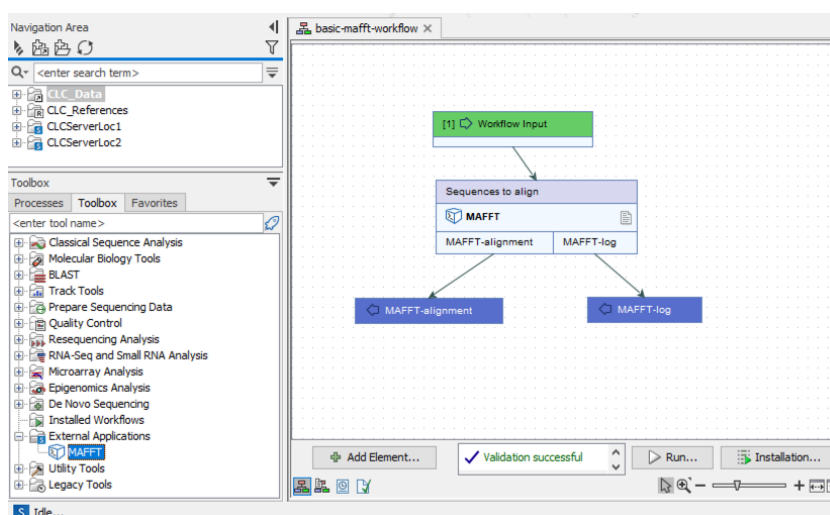 Navigation Area
<enter search term>
CLC_Data
CLC_References
CLCServerLoc1
CLCServerLoc2
Toolbox
Processes Toolbox Favorites
<enter tool name>
Classical Sequence Analysis
Molecular Biology Tools
BLAST
Track Tools
Prepare Sequencing Data
Quality Control
Resequencing Analysis
RNA-Seq and Small RNA Analysis
Microarray Analysis
Epigenomics Analysis
De Novo Sequencing
Installed Workflows
External Applications
MAFFT
Utility Tools
Legacy Tools
Idle...
basic-mafft-workflow
[1] Workflow Input
Sequences to align
MAFFT
MAFFT-alignment MAFFT-log
MAFFT-alignment MAFFT-log
Add Element... Validation successful Run... Installation...